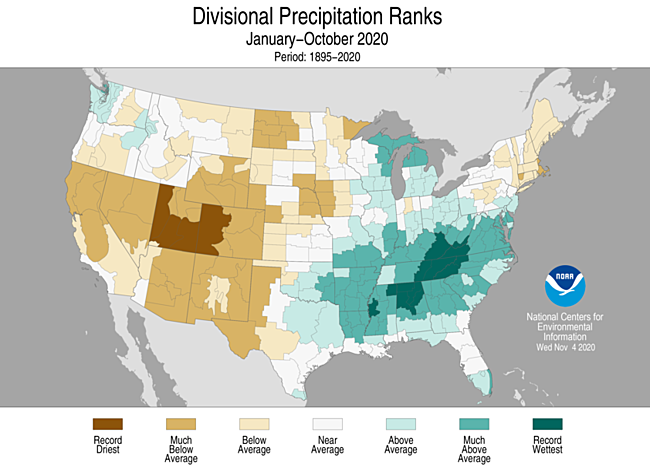 Divisional Precipitation Ranks
January–October 2020
Period: 1895–2020
NOAA
National Centers for
Environmental
Information
Wed Nov 4 2020
Record
Driest
Much
Below
Average
Below
Average
Near
Average
Above
Average
Much
Above
Average
Record
Wettest